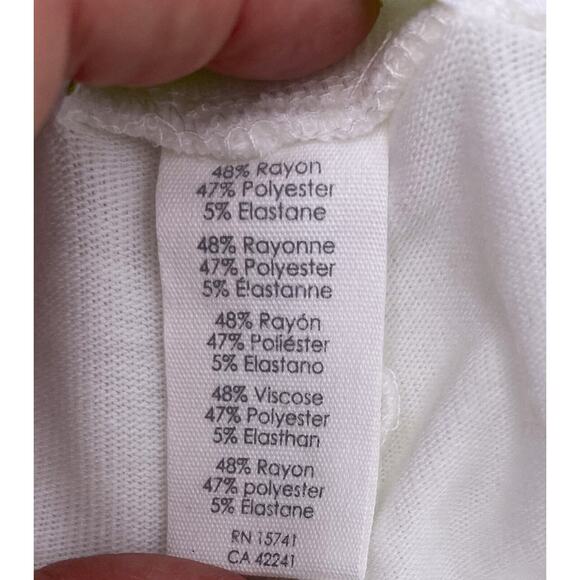 48% Rayon
47% Polyester
5% Elastane
48% Rayonne
47% Polyester
5% Élastanne
48% Rayón
47% Poliéster
5% Elastano
48% Viscose
47% Polyester
5% Elasthan
48% Rayon
47% polyester
5% Elastane
RN 15741
CA 42241